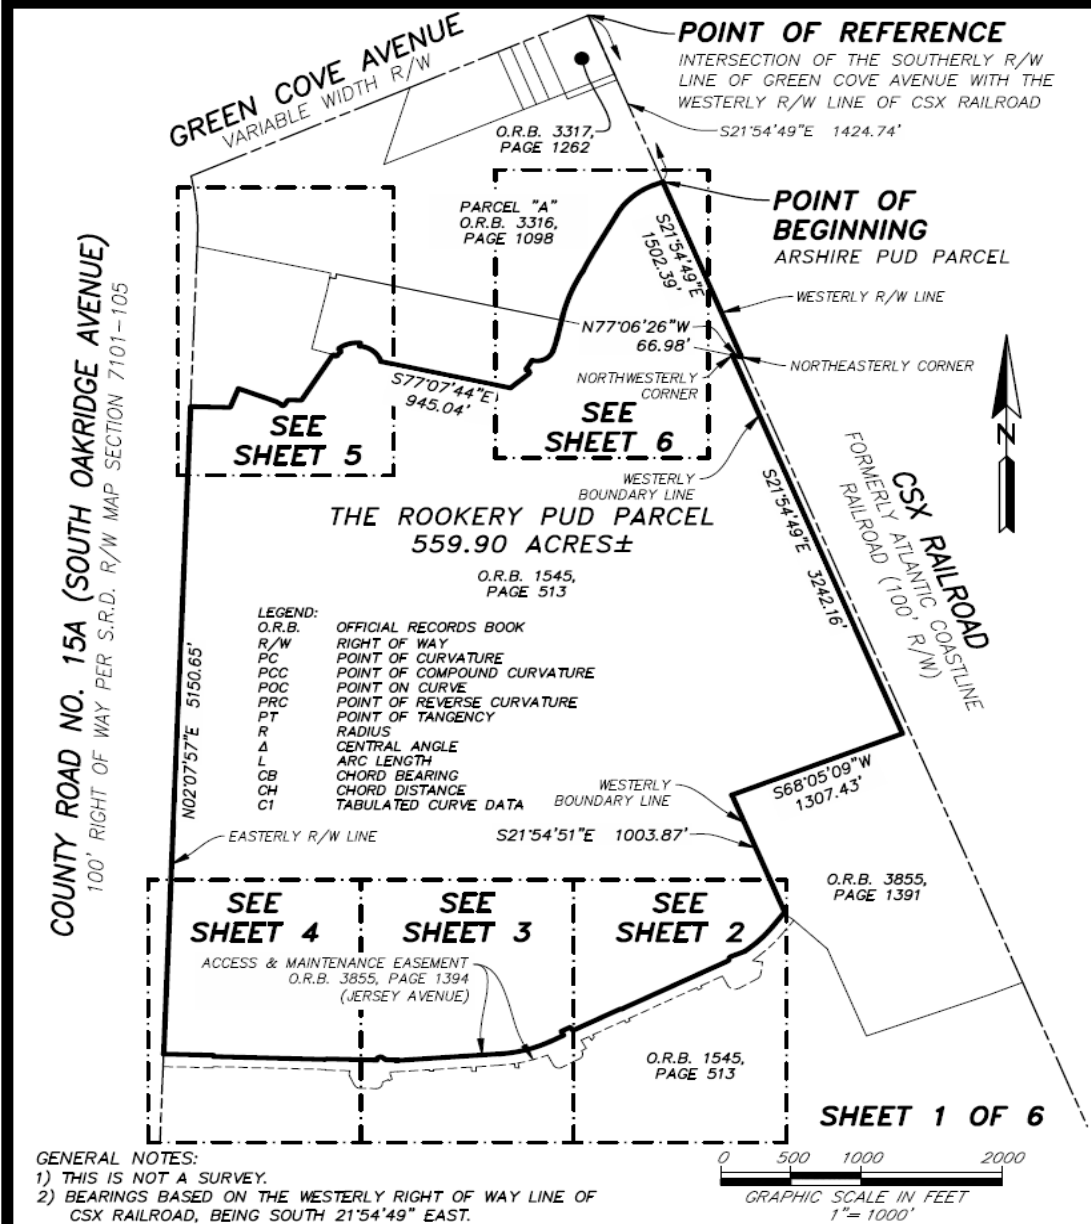 GREEN COVE AVENUE
VARIABLE WIDTH R/W
POINT OF REFERENCE
INTERSECTION OF THE SOUTHERLY R/W
LINE OF GREEN COVE AVENUE WITH THE
WESTERLY R/W LINE OF CSX RAILROAD
S21°54'49"E 1424.74'
O.R.B. 3317,
PAGE 1262
PARCEL "A"
O.R.B. 3316,
PAGE 1098
POINT OF
BEGINNING
ARSHIRE PUD PARCEL
S21°54'49"E
1502.39'
WESTERLY R/W LINE
N77°06'26"W
66.98'
NORTHEASTERLY CORNER
NORTHWESTERLY
CORNER
S77°07'44"E
945.04'
SEE
SHEET 5
SEE
SHEET 6
N
WESTERLY
BOUNDARY LINE
S21°54'49"E 3242.16'
CSX RAILROAD
FORMERLY ATLANTIC COASTLINE
RAILROAD (100' R/W)
COUNTY ROAD NO. 15A (SOUTH OAKRIDGE AVENUE)
100' RIGHT OF WAY PER S.R.D. R/W MAP SECTION 7101-105
THE ROOKERY PUD PARCEL
559.90 ACRES±
O.R.B. 1545,
PAGE 513
LEGEND:
O.R.B. OFFICIAL RECORDS BOOK
R/W RIGHT OF WAY
PC POINT OF CURVATURE
PCC POINT OF COMPOUND CURVATURE
POC POINT ON CURVE
PRC POINT OF REVERSE CURVATURE
PT POINT OF TANGENCY
R RADIUS
Δ CENTRAL ANGLE
L ARC LENGTH
CB CHORD BEARING
CH CHORD DISTANCE
C1 TABULATED CURVE DATA
N02°07'57"E 5150.65'
EASTERLY R/W LINE
WESTERLY
BOUNDARY LINE
S68°05'09"W
1307.43'
S21°54'51"E 1003.87'
O.R.B. 3855,
PAGE 1391
SEE
SHEET 4
SEE
SHEET 3
SEE
SHEET 2
ACCESS & MAINTENANCE EASEMENT
O.R.B. 3855, PAGE 1394
(JERSEY AVENUE)
O.R.B. 1545,
PAGE 513
SHEET 1 OF 6
GENERAL NOTES:
1) THIS IS NOT A SURVEY.
2) BEARINGS BASED ON THE WESTERLY RIGHT OF WAY LINE OF
CSX RAILROAD, BEING SOUTH 21°54'49" EAST.
0 500 1000 2000
GRAPHIC SCALE IN FEET
1"= 1000'